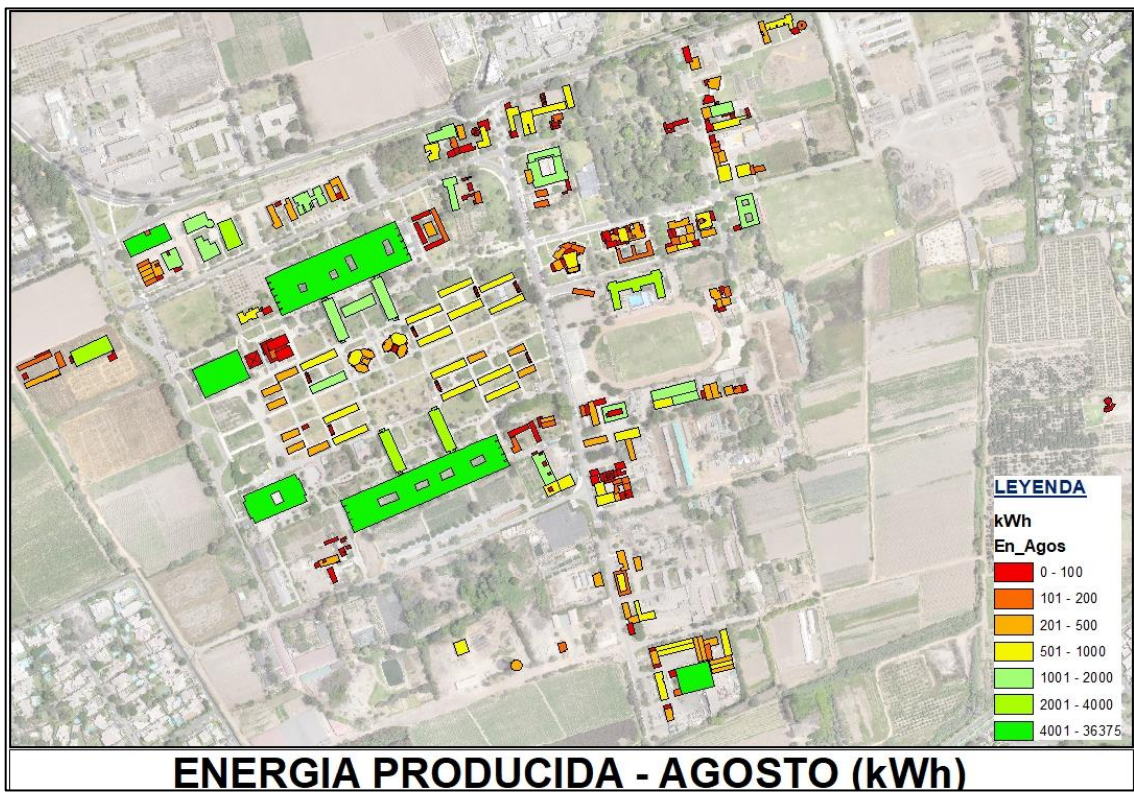 LEYENDA
kWh
En_Agos
0 - 100
101 - 200
201 - 500
501 - 1000
1001 - 2000
2001 - 4000
4001 - 36375
ENERGIA PRODUCIDA - AGOSTO (kWh)